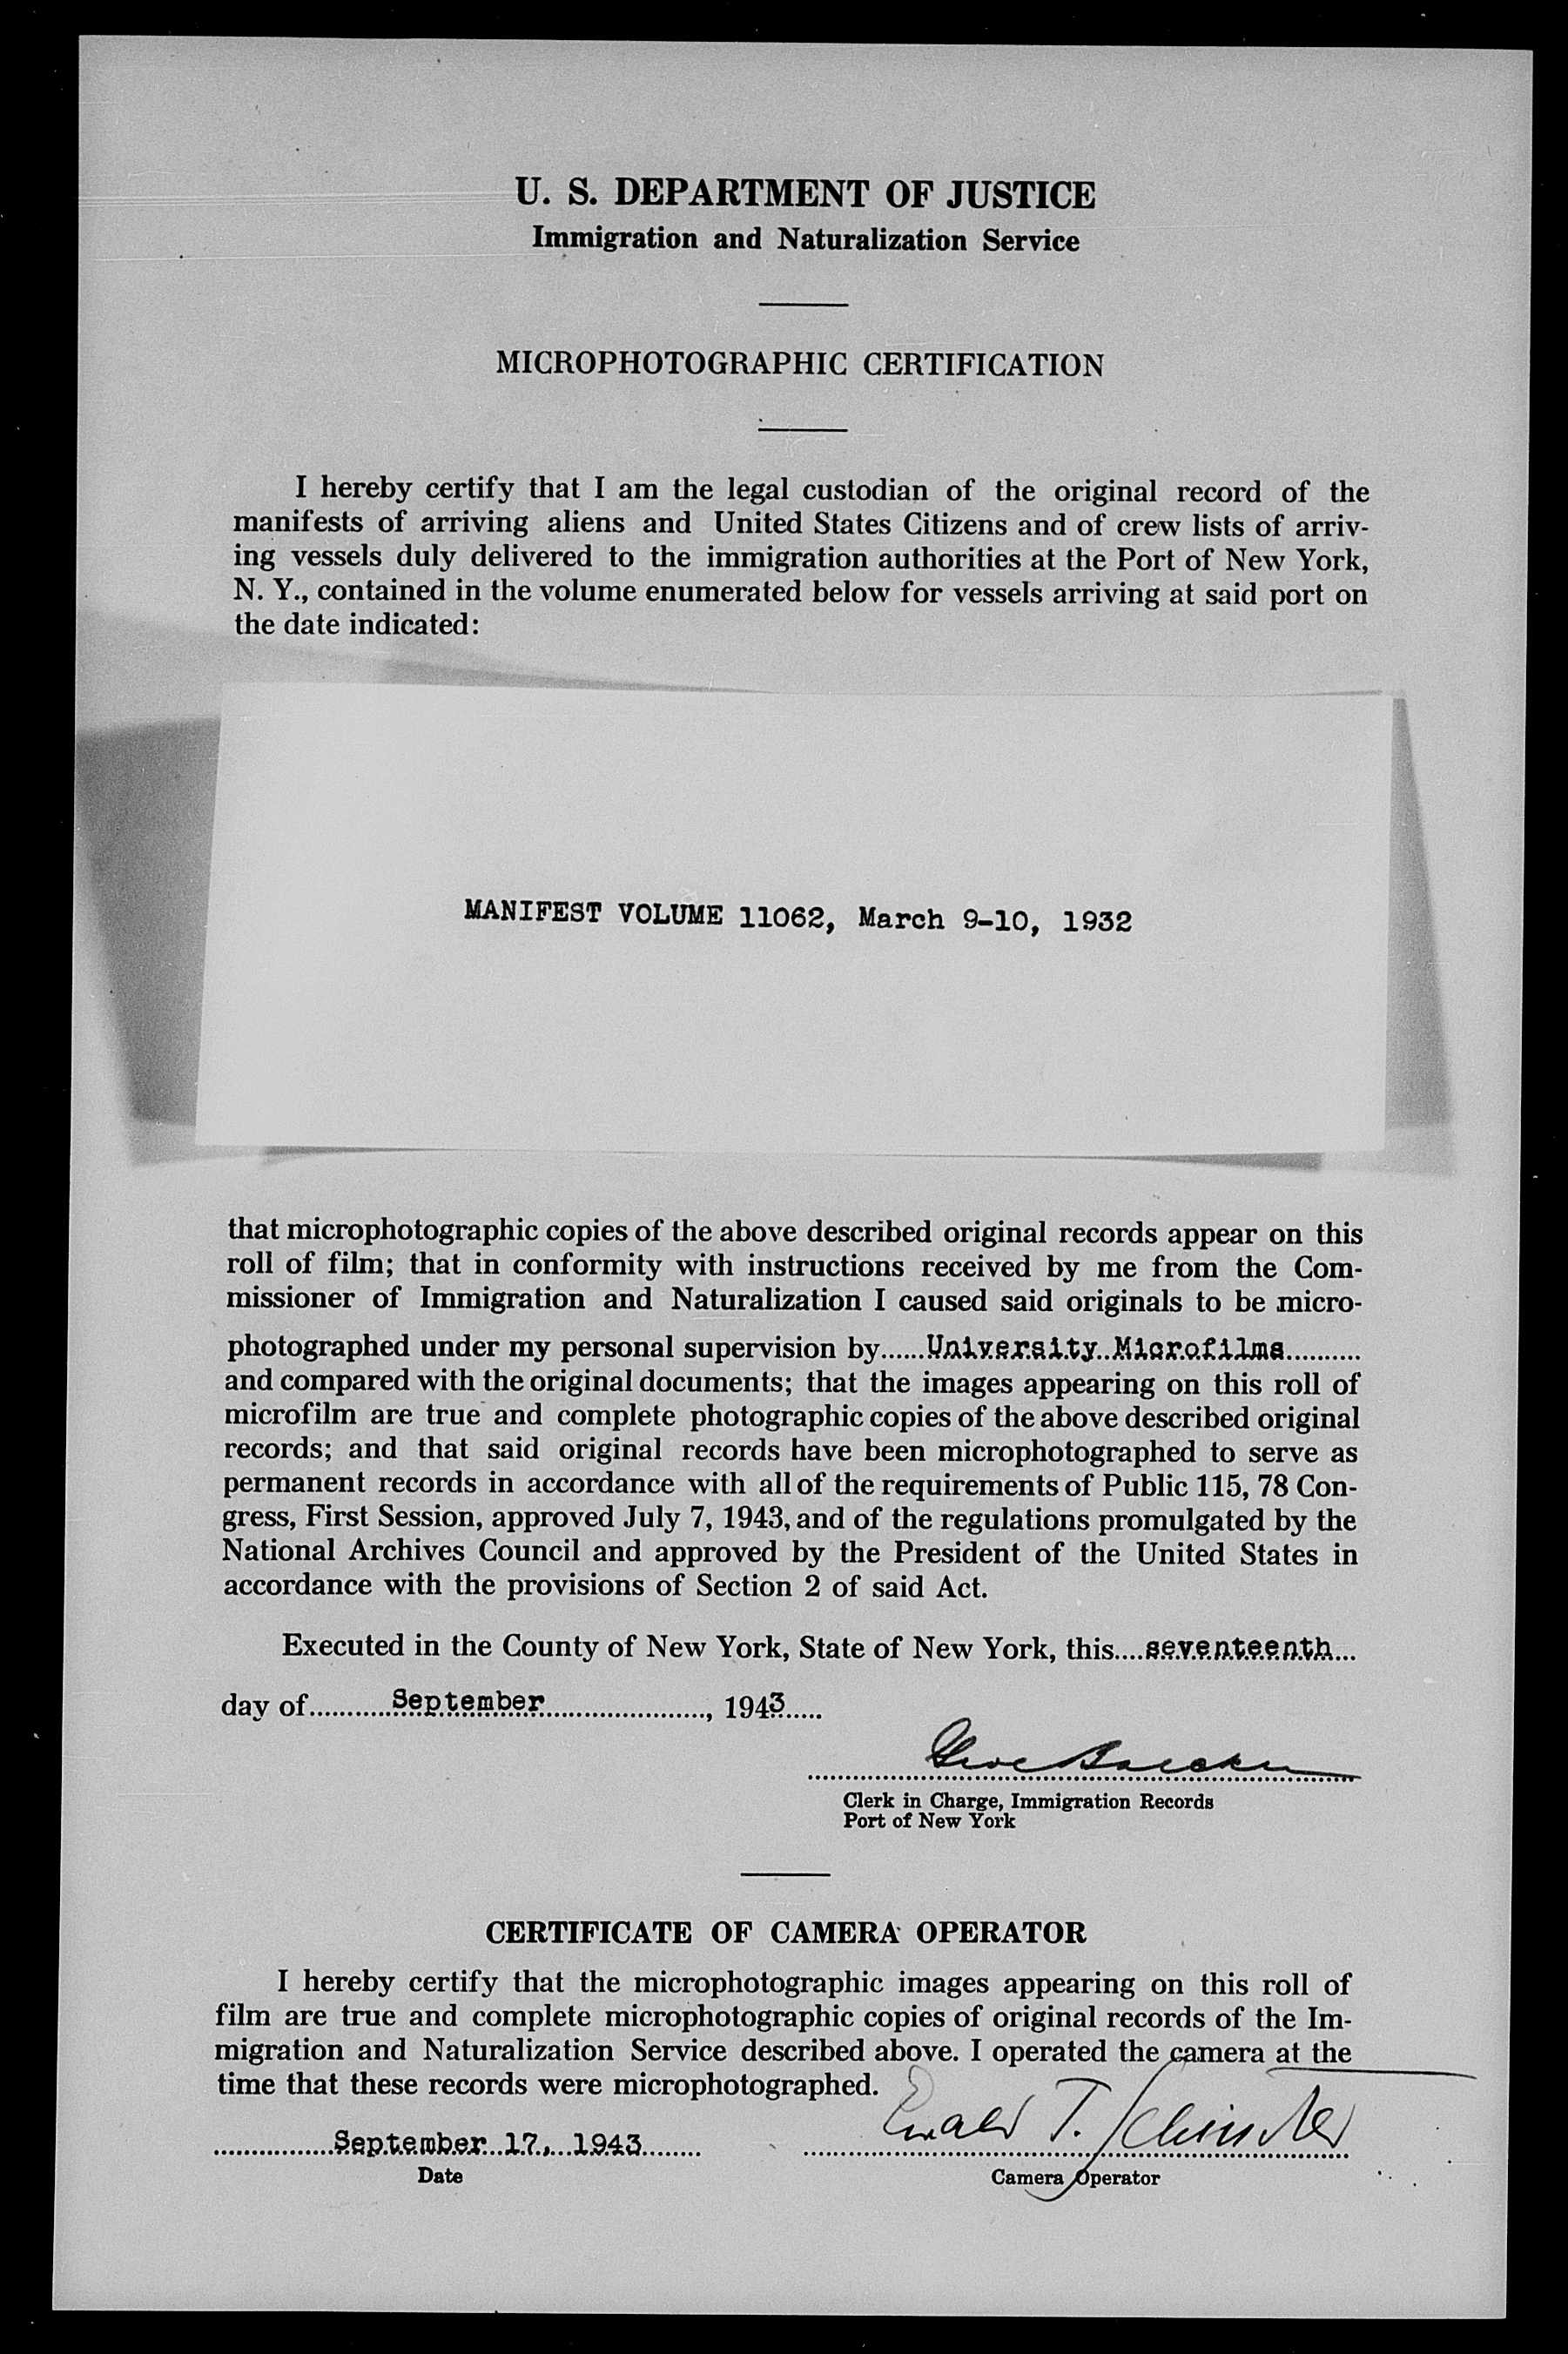 U. S. DEPARTMENT OF JUSTICE
Immigration and Naturalization Service
MICROPHOTOGRAPHIC CERTIFICATION
I hereby certify that I am the legal custodian of the original record of the
manifests of arriving aliens and United States Citizens and of crew lists of arriv-
ing vessels duly delivered to the immigration authorities at the Port of New York,
N. Y., contained in the volume enumerated below for vessels arriving at said port on
the date indicated:
MANIFEST VOLUME 11062, March 9-10, 1932
that microphotographic copies of the above described original records appear on this
roll of film; that in conformity with instructions received by me from the Com-
missioner of Immigration and Naturalization I caused said originals to be micro-
photographed under my personal supervision by......University Microfilms..........
and compared with the original documents; that the images appearing on this roll of
microfilm are true and complete photographic copies of the above described original
records; and that said original records have been microphotographed to serve as
permanent records in accordance with all of the requirements of Public 115, 78 Con-
gress, First Session, approved July 7, 1943, and of the regulations promulgated by the
National Archives Council and approved by the President of the United States in
accordance with the provisions of Section 2 of said Act.
Executed in the County of New York, State of New York, this....seventeenth...
day of...........September......................, 1943.....
Clerk in Charge, Immigration Records
Port of New York
CERTIFICATE OF CAMERA OPERATOR
I hereby certify that the microphotographic images appearing on this roll of
film are true and complete microphotographic copies of original records of the Im-
migration and Naturalization Service described above. I operated the camera at the
time that these records were microphotographed.
Ewald T. Schindler
September 17, 1943
Date
Camera Operator